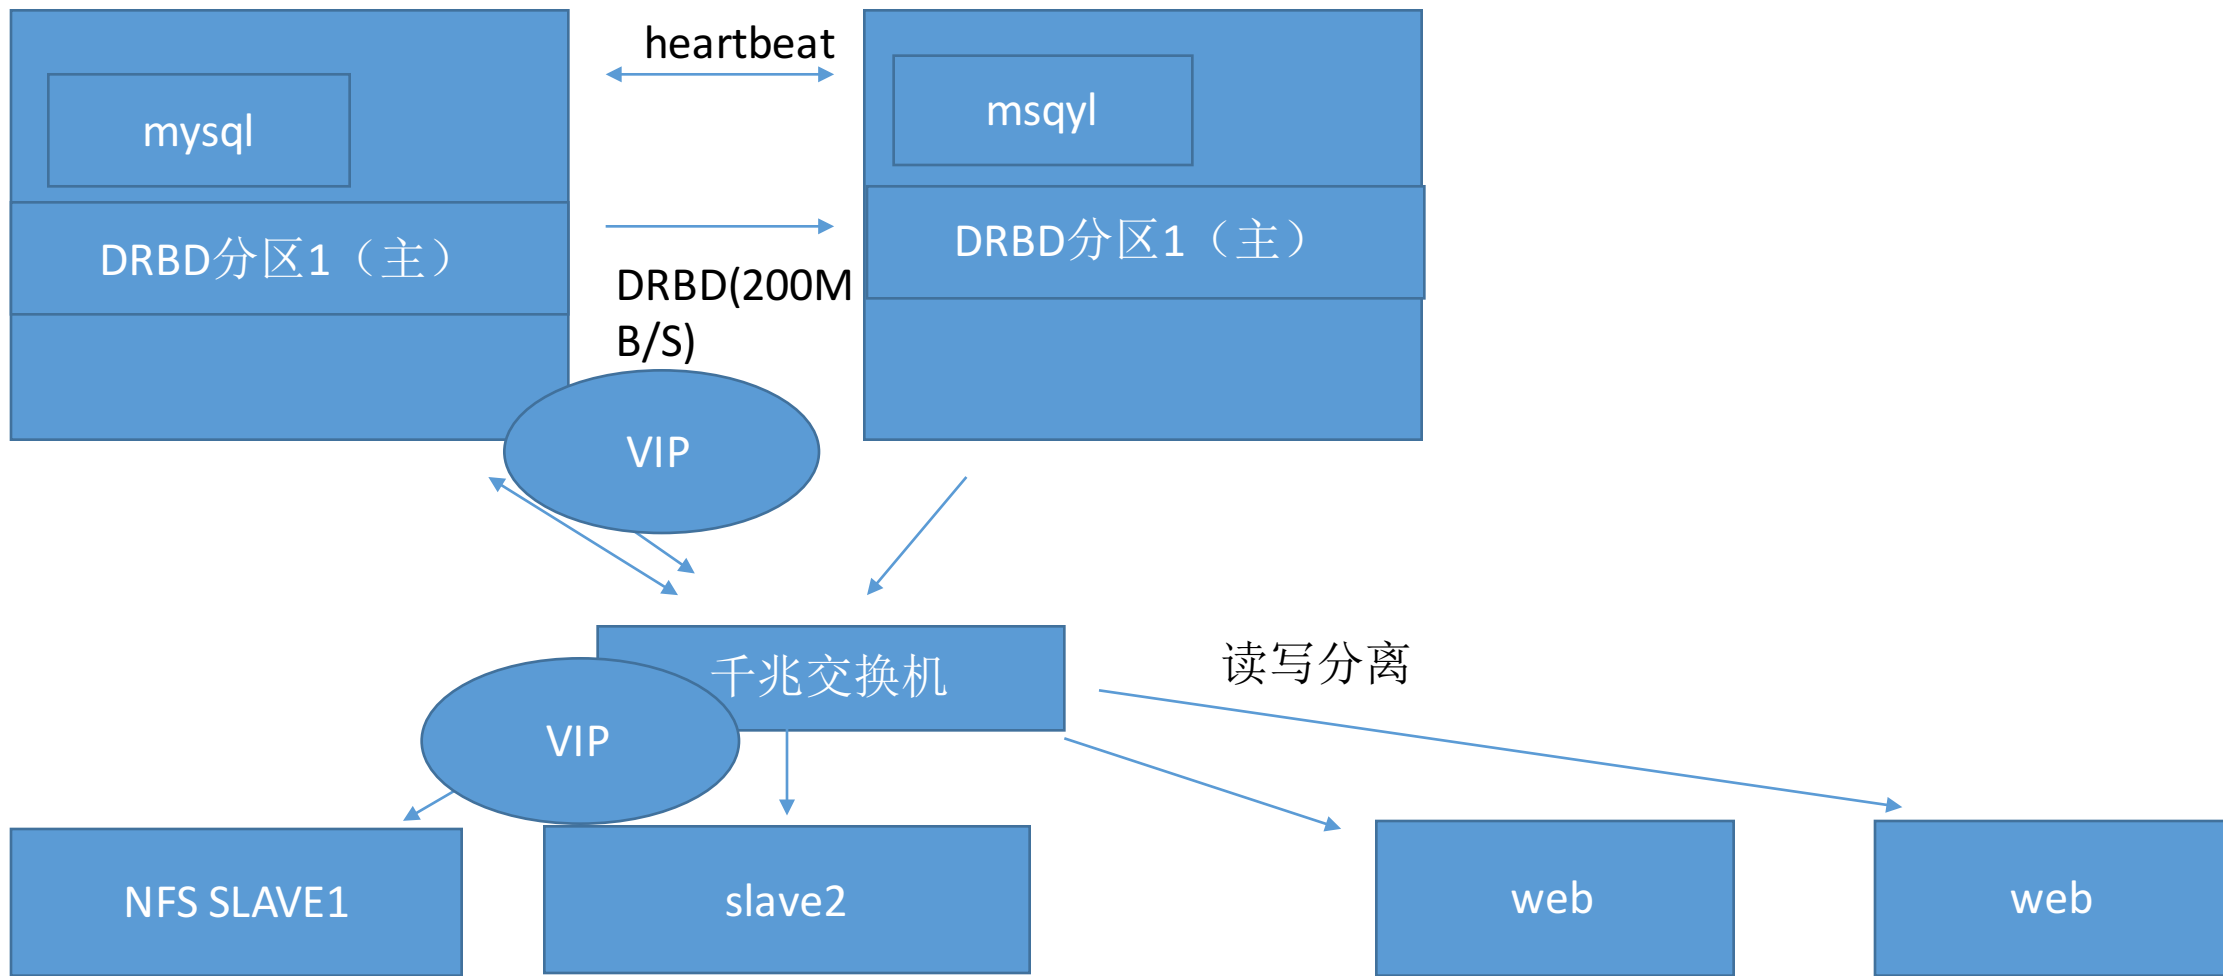 heartbeat
mysql
msqyl
DRBD分区1（主）
DRBD分区1（主）
DRBD(200M
B/S)
VIP
千兆交换机
读写分离
VIP
NFS SLAVE1
slave2
web
web